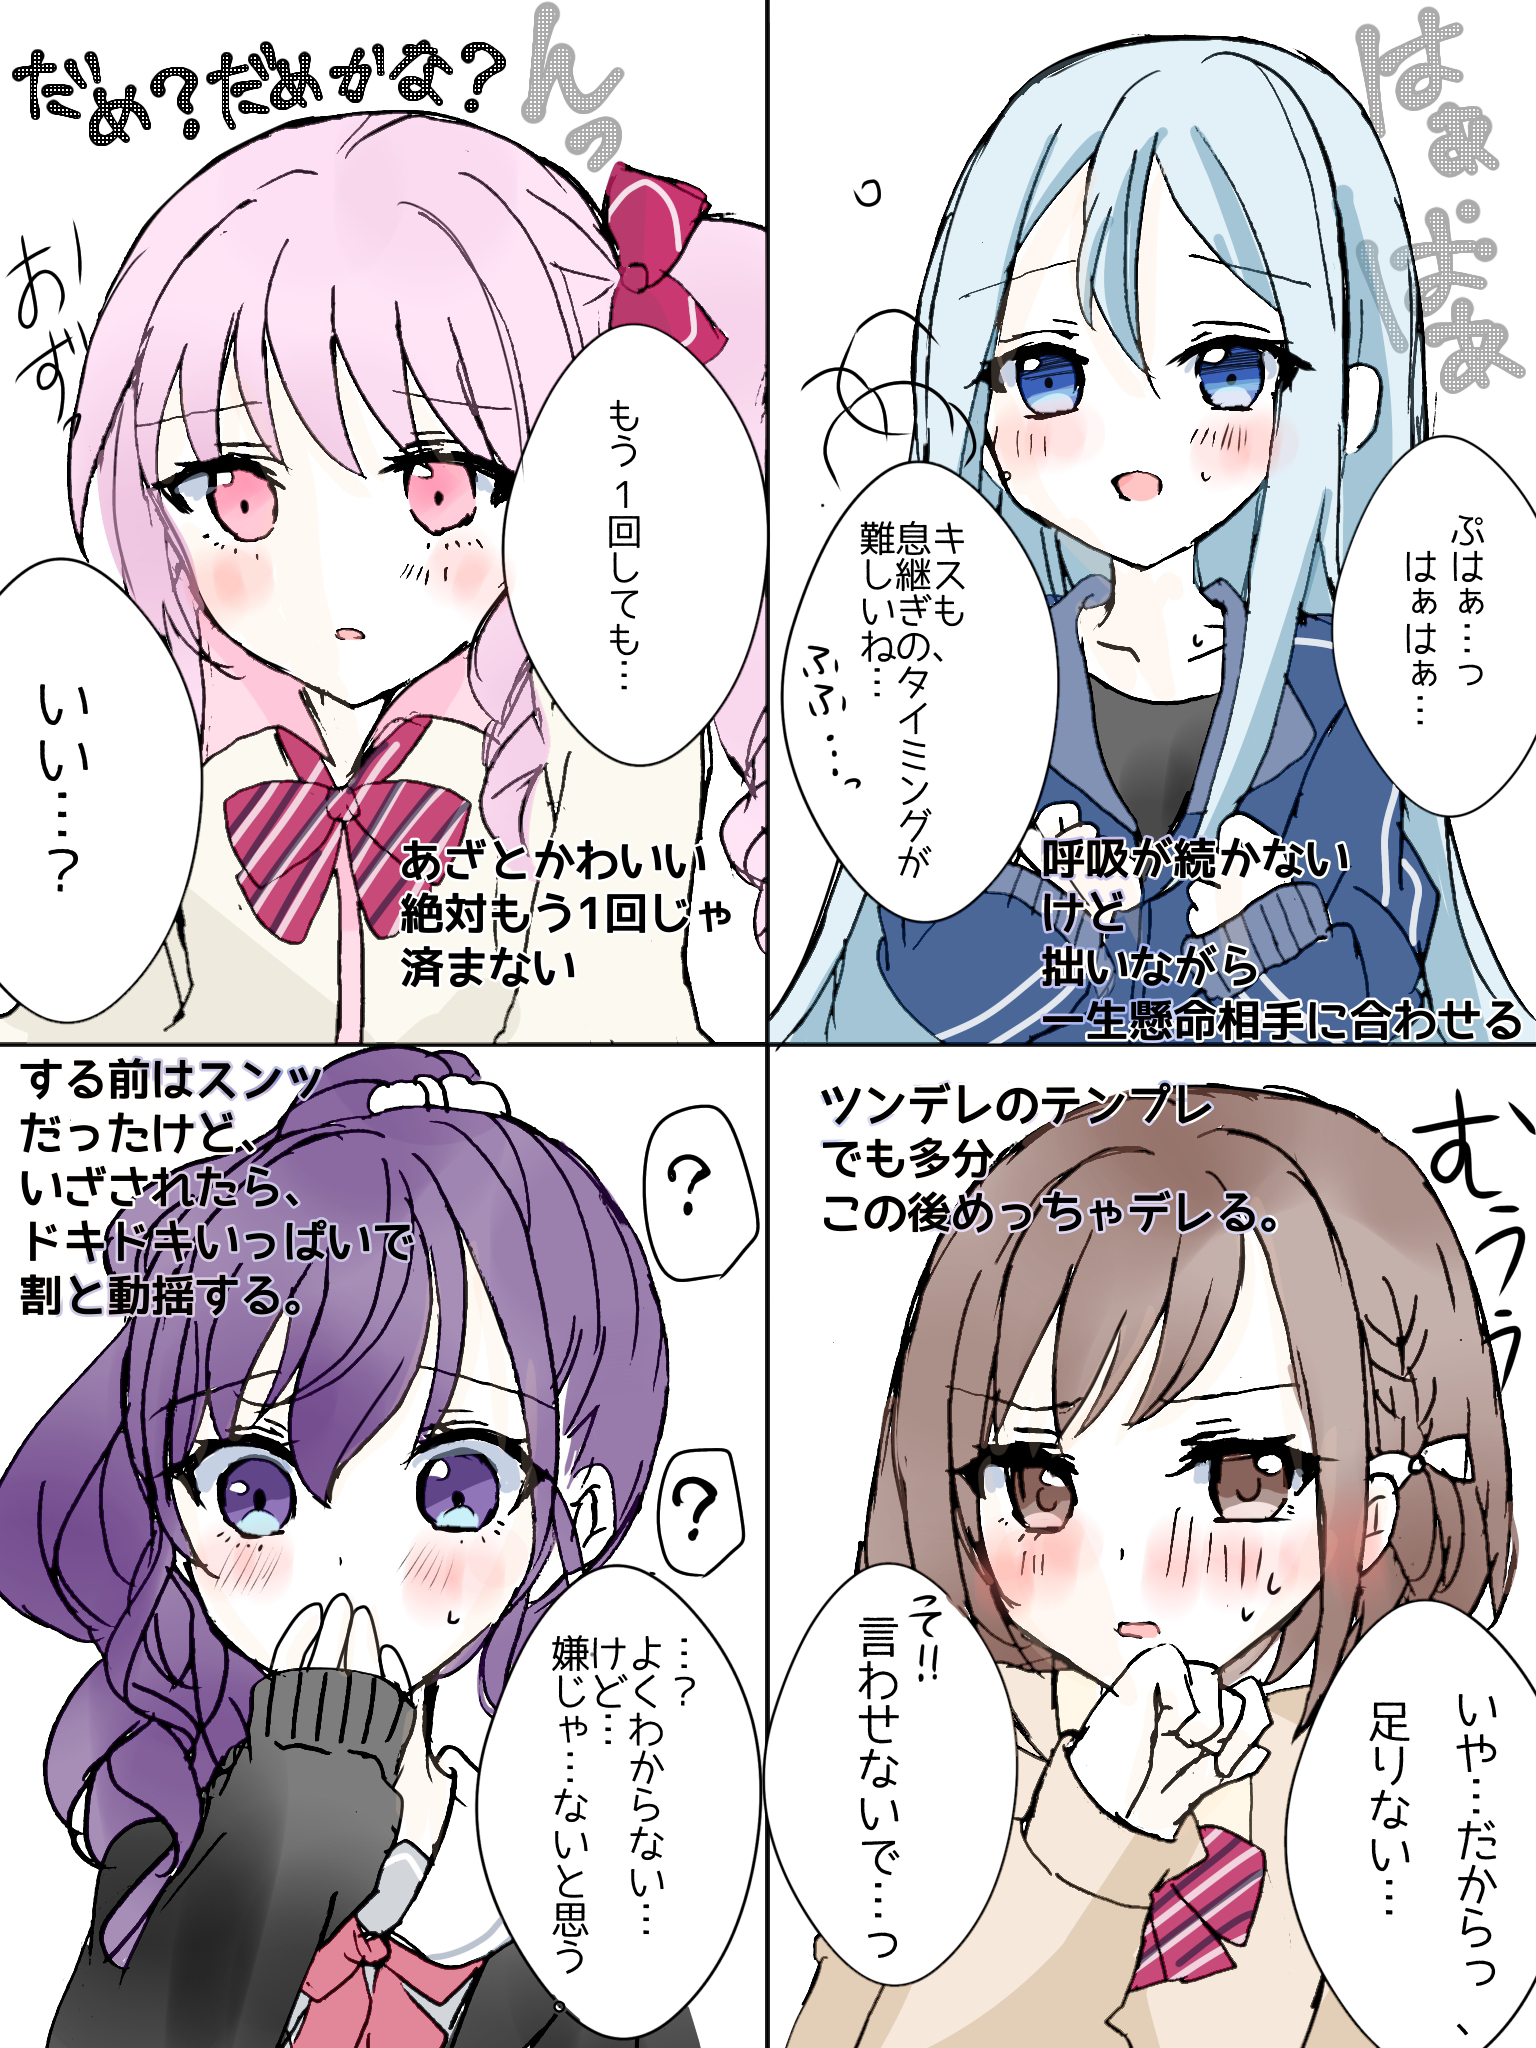 はぁ
はぁ
ぷはぁ…っ
はぁはぁ…
キスも、
息継ぎのタイミングが
難しいね…
ふふ…、
呼吸が続かない
けど
拙いながら
一生懸命相手に合わせる
んっ
だめ？だめかな？
おず
もう1回しても…
いい…？
あざとかわいい
絶対もう1回じゃ
済まない
ツンデレのテンプレ
でも多分
この後めっちゃデレる。
むぅぅ
いや…だからっ、
足りない…
って!!
言わせないで…っ
する前はスンッ
だったけど、
いざされたら、
ドキドキいっぱいで
割と動揺する。
？
？
…？
よくわからない…
けど…
嫌じゃ…ないと思う。